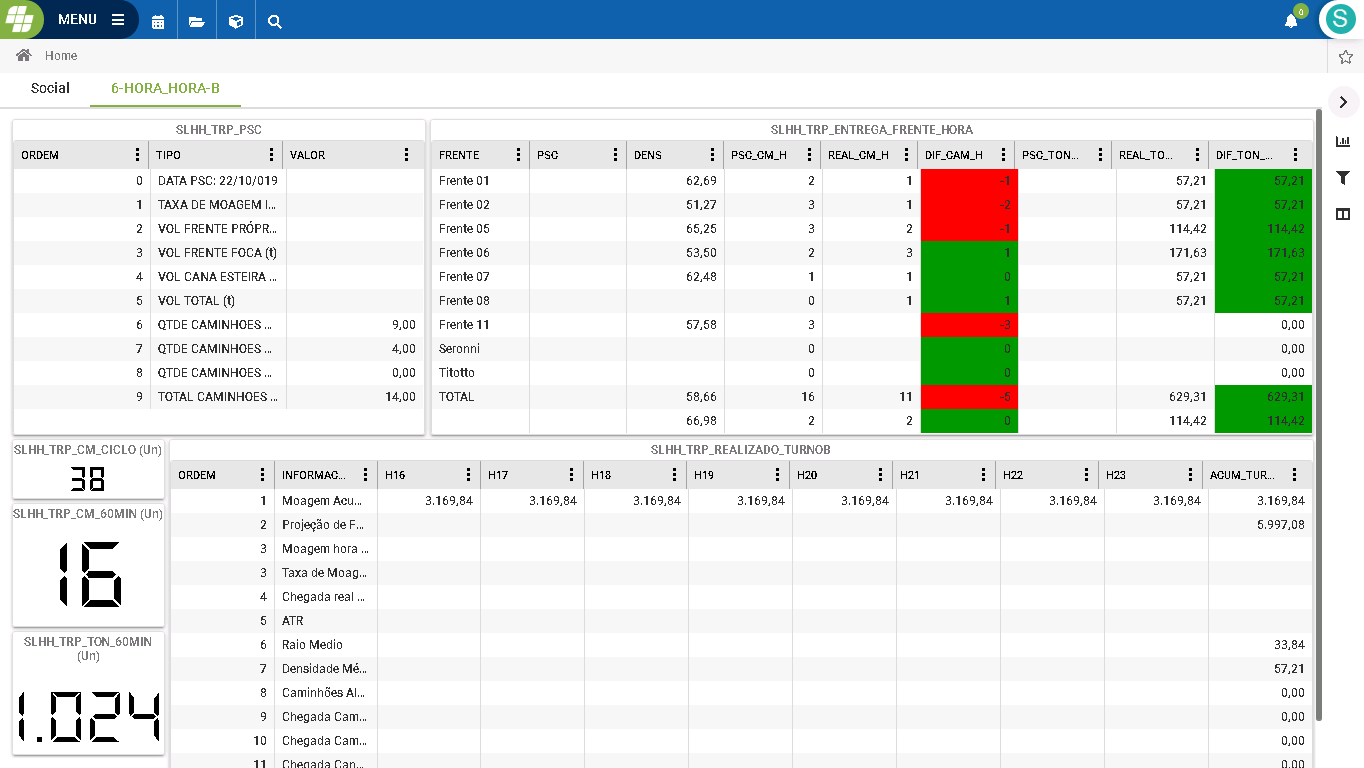 MENU
0
S
Home
Social 6-HORA_HORA-B
SLHH_TRP_PSC
ORDEM TIPO VALOR
0 DATA PSC: 22/10/019
1 TAXA DE MOAGEM I...
2 VOL FRENTE PRÓPR...
3 VOL FRENTE FOCA (t)
4 VOL CANA ESTEIRA ...
5 VOL TOTAL (t)
6 QTDE CAMINHOES ... 9,00
7 QTDE CAMINHOES ... 4,00
8 QTDE CAMINHOES ... 0,00
9 TOTAL CAMINHOES ... 14,00
SLHH_TRP_ENTREGA_FRENTE_HORA
FRENTE PSC DENS PSC_CM_H REAL_CM_H DIF_CAM_H PSC_TON... REAL_TO... DIF_TON_...
Frente 01 62,69 2 1 -1 57,21 57,21
Frente 02 51,27 3 1 -2 57,21 57,21
Frente 05 65,25 3 2 -1 114,42 114,42
Frente 06 53,50 2 3 1 171,63 171,63
Frente 07 62,48 1 1 0 57,21 57,21
Frente 08 0 1 1 57,21 57,21
Frente 11 57,58 3 -3 0,00
Seronni 0 0 0,00
Titotto 0 0 0,00
TOTAL 58,66 16 11 -5 629,31 629,31
66,98 2 2 0 114,42 114,42
SLHH_TRP_CM_CICLO (Un)
38
SLHH_TRP_CM_60MIN (Un)
16
SLHH_TRP_TON_60MIN
(Un)
1.024
SLHH_TRP_REALIZADO_TURNOB
ORDEM INFORMAC... H16 H17 H18 H19 H20 H21 H22 H23 ACUM_TUR...
1 Moagem Acu... 3.169,84 3.169,84 3.169,84 3.169,84 3.169,84 3.169,84 3.169,84 3.169,84 3.169,84
2 Projeção de F... 5.997,08
3 Moagem hora ...
3 Taxa de Moag...
4 Chegada real ...
5 ATR
6 Raio Medio 33,84
7 Densidade Mé... 57,21
8 Caminhões Al... 0,00
9 Chegada Cam... 0,00
10 Chegada Cam... 0,00
11 Chegada Can... 0,00